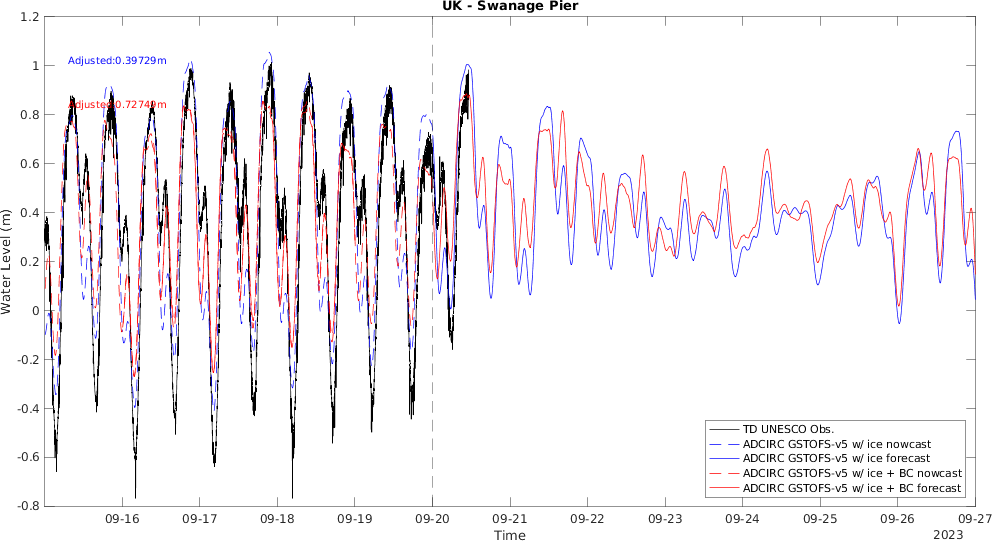 UK - Swanage Pier
1.2
1
0.8
0.6
0.4
0.2
0
-0.2
-0.4
-0.6
-0.8
Water Level (m)
Adjusted:0.39729m
Adjusted:0.72749m
TD UNESCO Obs.
ADCIRC GSTOFS-v5 w/ ice nowcast
ADCIRC GSTOFS-v5 w/ ice forecast
ADCIRC GSTOFS-v5 w/ ice + BC nowcast
ADCIRC GSTOFS-v5 w/ ice + BC forecast
09-16 09-17 09-18 09-19 09-20 09-21 09-22 09-23 09-24 09-25 09-26 09-27
Time
2023